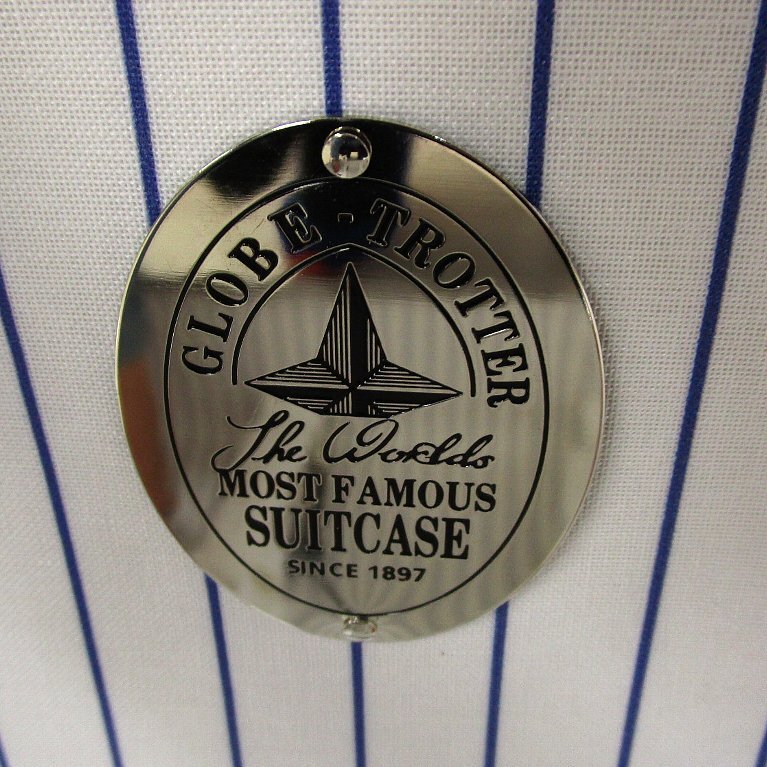 GLOBE-TROTTER
The Worlds
MOST FAMOUS
SUITCASE
SINCE 1897